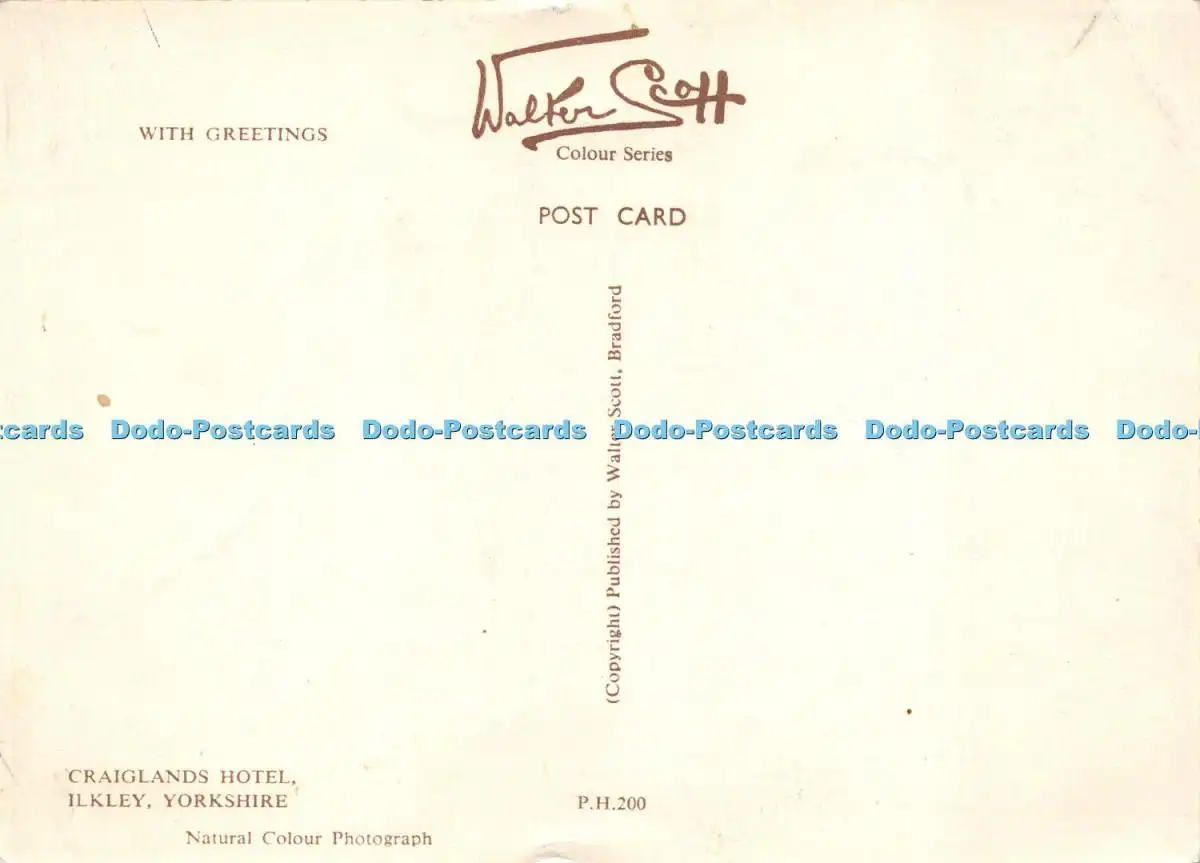 Walter Scott
WITH GREETINGS
Colour Series
POST CARD
(Copyright) Published by Walter Scott, Bradford
:cards Dodo-Postcards Dodo-Postcards Dodo-Postcards Dodo-Postcards Dodo-
CRAIGLANDS HOTEL,
ILKLEY, YORKSHIRE
P.H.200
Natural Colour Photograph